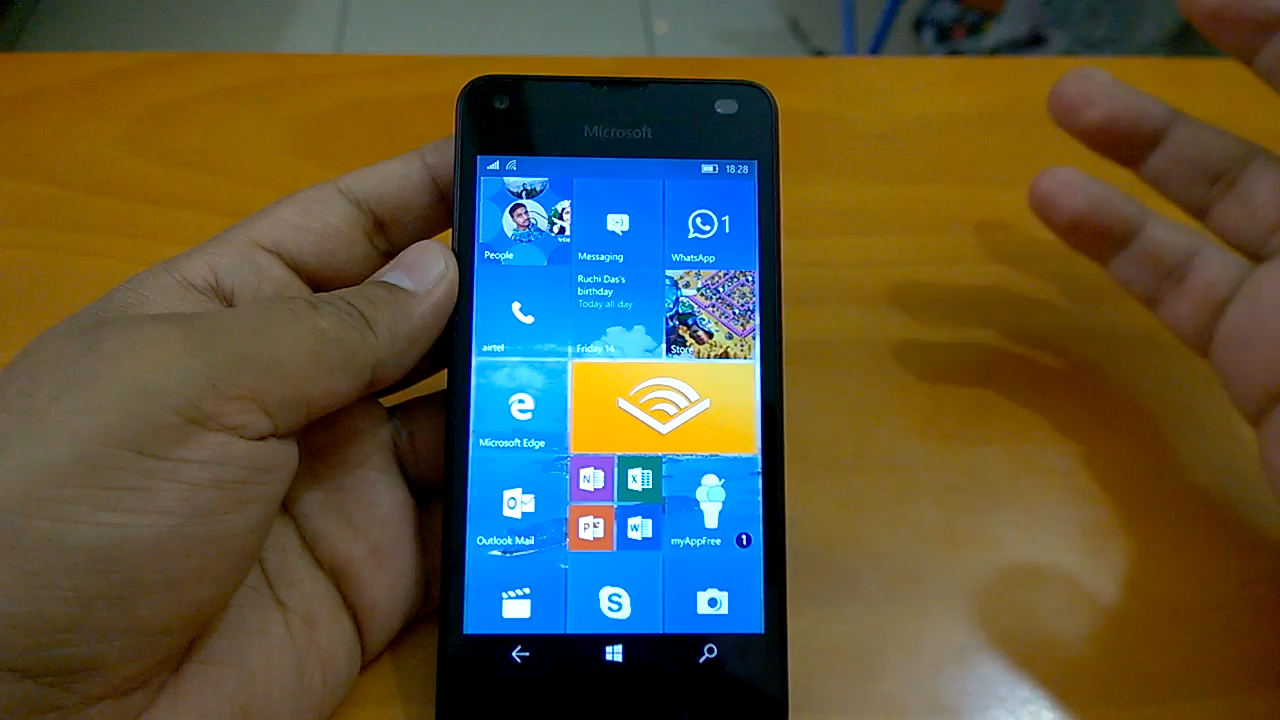 Microsoft
18:28
People
Messaging
WhatsApp
1
airtel
Ruchi Das's
birthday
Today all day
Friday 14
Store
Microsoft Edge
Outlook Mail
N
X
P
W
myAppFree
1